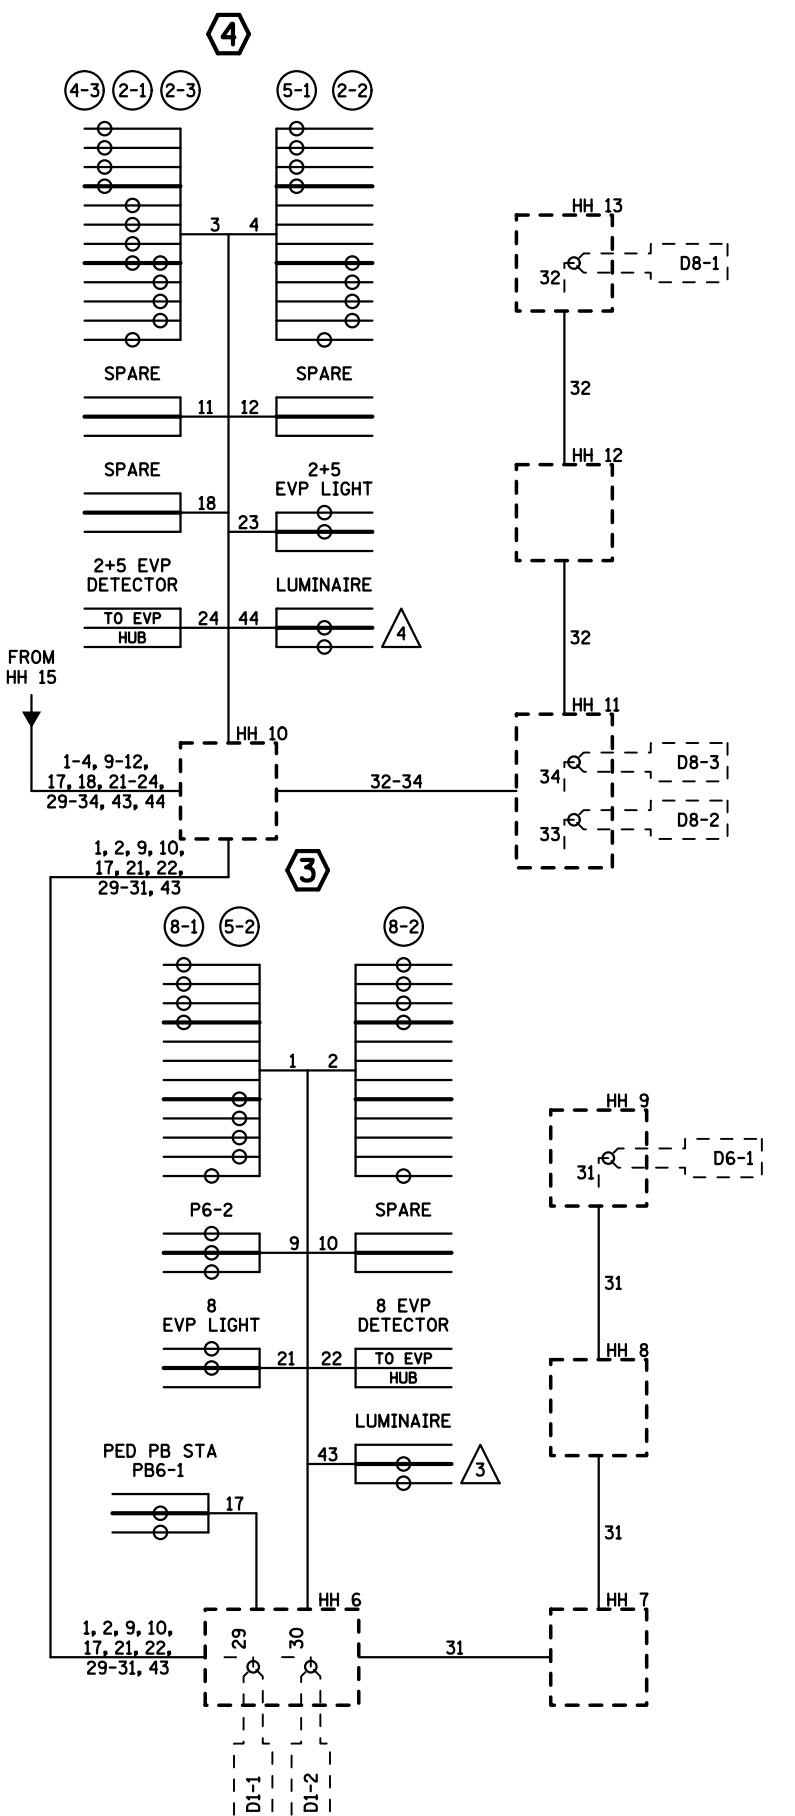 4
4-3 2-1 2-3 5-1 2-2
3 4
SPARE SPARE
11 12
SPARE
18
2+5
EVP LIGHT
23
2+5 EVP
DETECTOR
TO EVP
HUB
24 44
LUMINAIRE
4
FROM
HH 15
1-4, 9-12,
17, 18, 21-24,
29-34, 43, 44
HH 10
32-34
HH 13
32
D8-1
32
HH 12
32
HH 11
34
D8-3
33
D8-2
1, 2, 9, 10,
17, 21, 22,
29-31, 43
3
8-1 5-2 8-2
1 2
P6-2 SPARE
9 10
8
EVP LIGHT
21 22
8 EVP
DETECTOR
TO EVP
HUB
LUMINAIRE
43
3
PED PB STA
PB6-1
17
HH 9
31
D6-1
31
HH 8
31
HH 7
1, 2, 9, 10,
17, 21, 22,
29-31, 43
HH 6
29 30
31
D1-1 D1-2